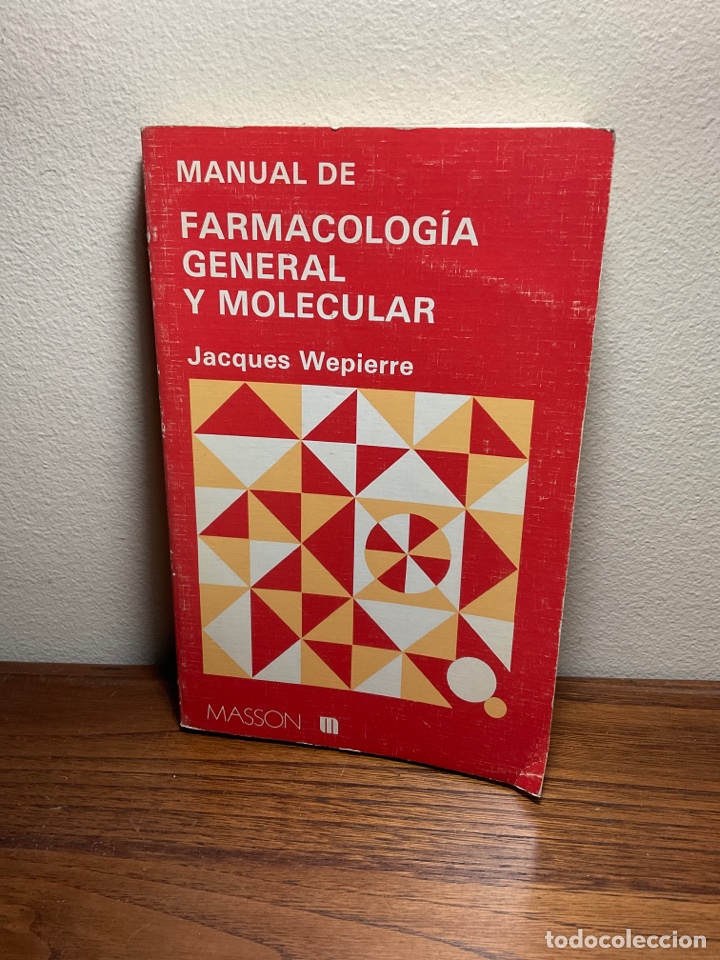 MANUAL DE
FARMACOLOGÍA
GENERAL
Y MOLECULAR
Jacques Wepierre
MASSON m
todocoleccion